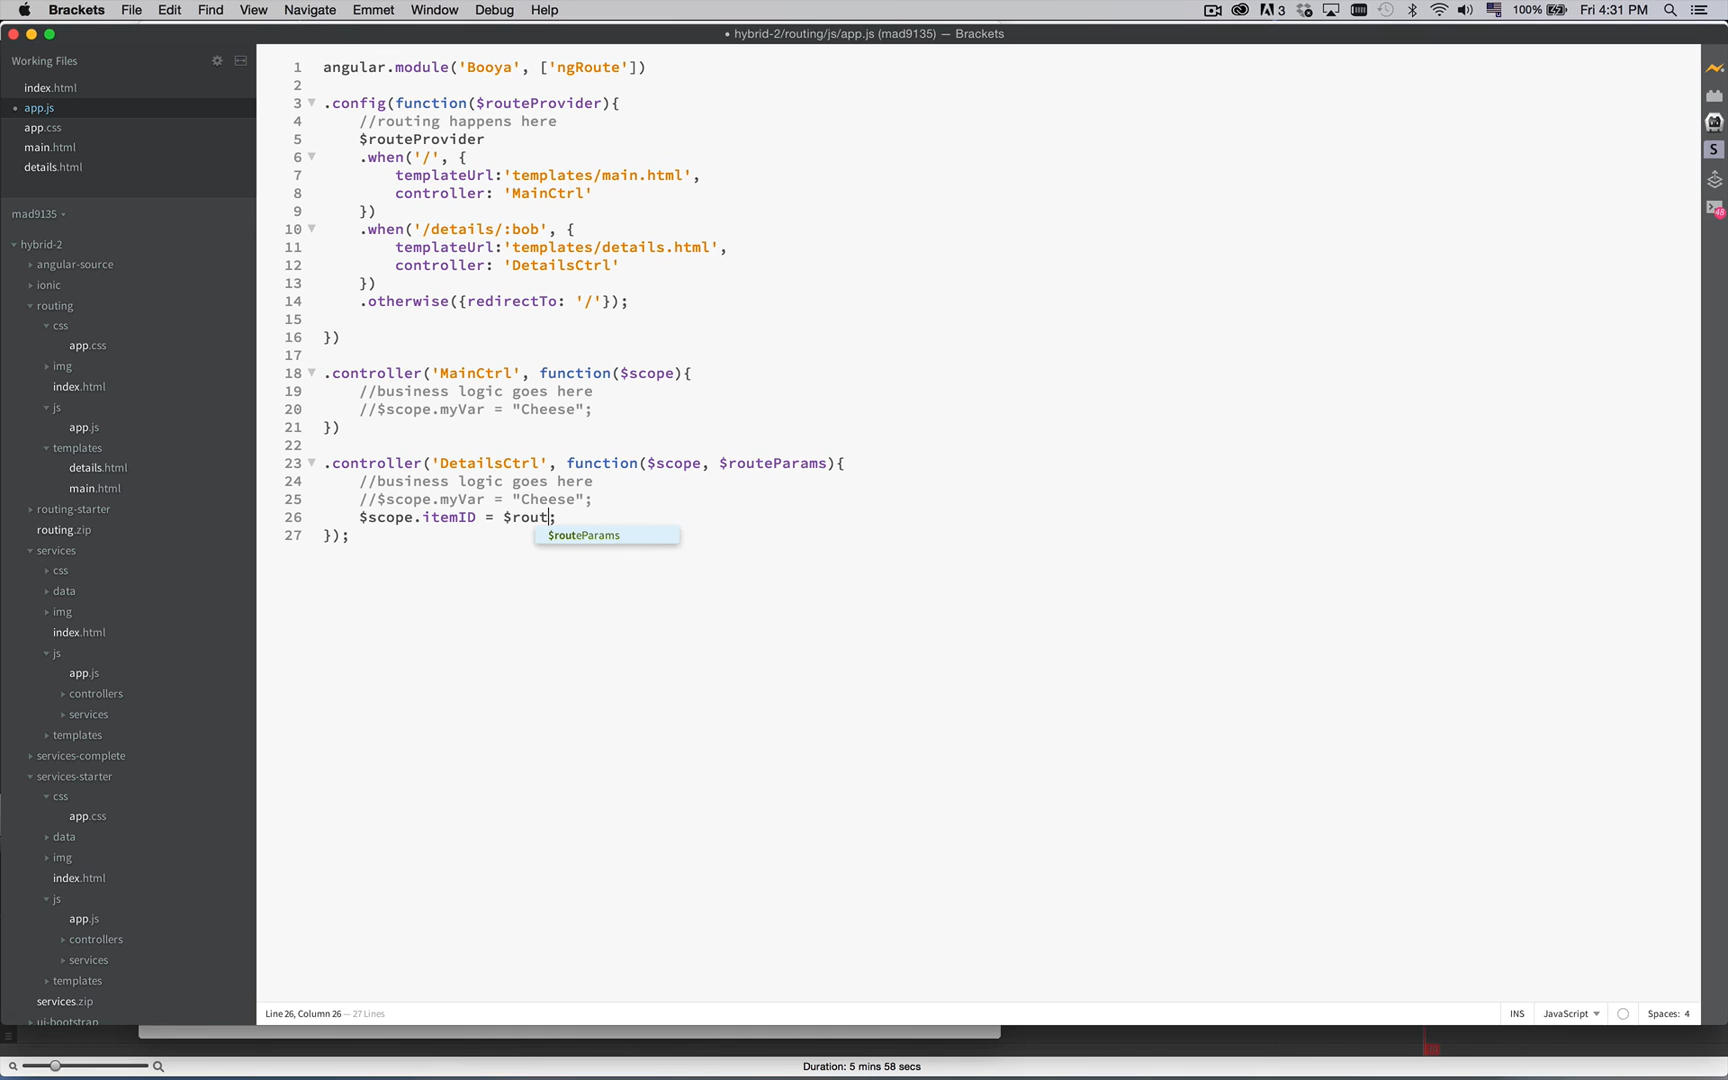 Brackets File Edit Find View Navigate Emmet Window Debug Help 3 100% Fri 4:31 PM
• hybrid-2/routing/js/app.js (mad9135) — Brackets
Working Files
index.html
• app.js
app.css
main.html
details.html
mad9135
hybrid-2
angular-source
ionic
routing
css
app.css
img
index.html
js
app.js
templates
details.html
main.html
routing-starter
routing.zip
services
css
data
img
index.html
js
app.js
controllers
services
templates
services-complete
services-starter
css
app.css
data
img
index.html
js
app.js
controllers
services
templates
services.zip
ui-bootstrap
1 angular.module('Booya', ['ngRoute'])
2
3 .config(function($routeProvider){
4 //routing happens here
5 $routeProvider
6 .when('/', {
7 templateUrl:'templates/main.html',
8 controller: 'MainCtrl'
9 })
10 .when('/details/:bob', {
11 templateUrl:'templates/details.html',
12 controller: 'DetailsCtrl'
13 })
14 .otherwise({redirectTo: '/'});
15
16 })
17
18 .controller('MainCtrl', function($scope){
19 //business logic goes here
20 //$scope.myVar = "Cheese";
21 })
22
23 .controller('DetailsCtrl', function($scope, $routeParams){
24 //business logic goes here
25 //$scope.myVar = "Cheese";
26 $scope.itemID = $rout;
27 });
$routeParams
S
48
Line 26, Column 26 — 27 Lines
INS JavaScript Spaces: 4
Duration: 5 mins 58 secs